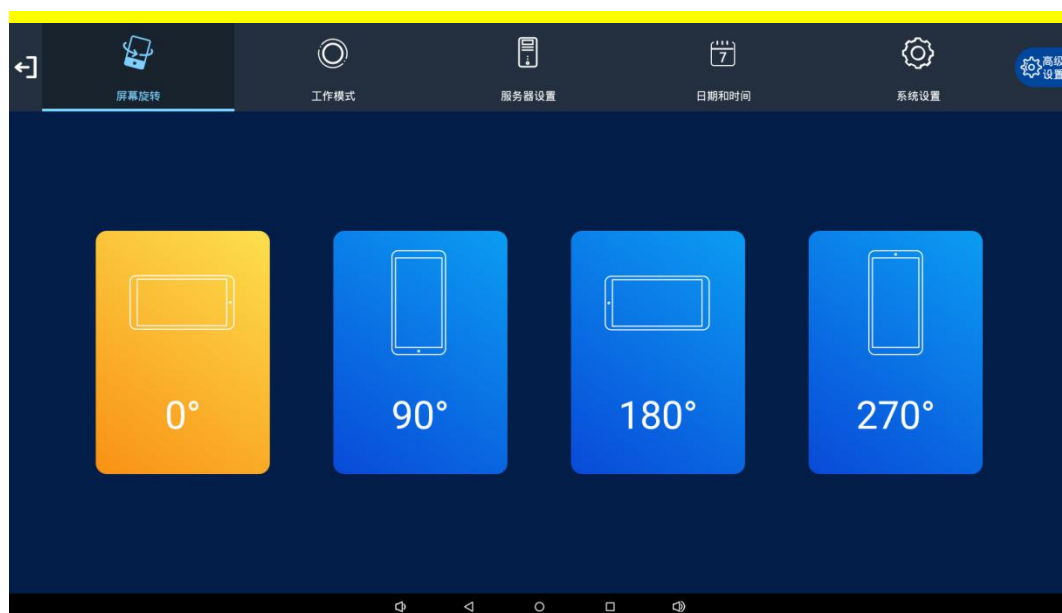 屏幕旋转
工作模式
服务器设置
7
日期和时间
系统设置
高级
设置
0°
90°
180°
270°